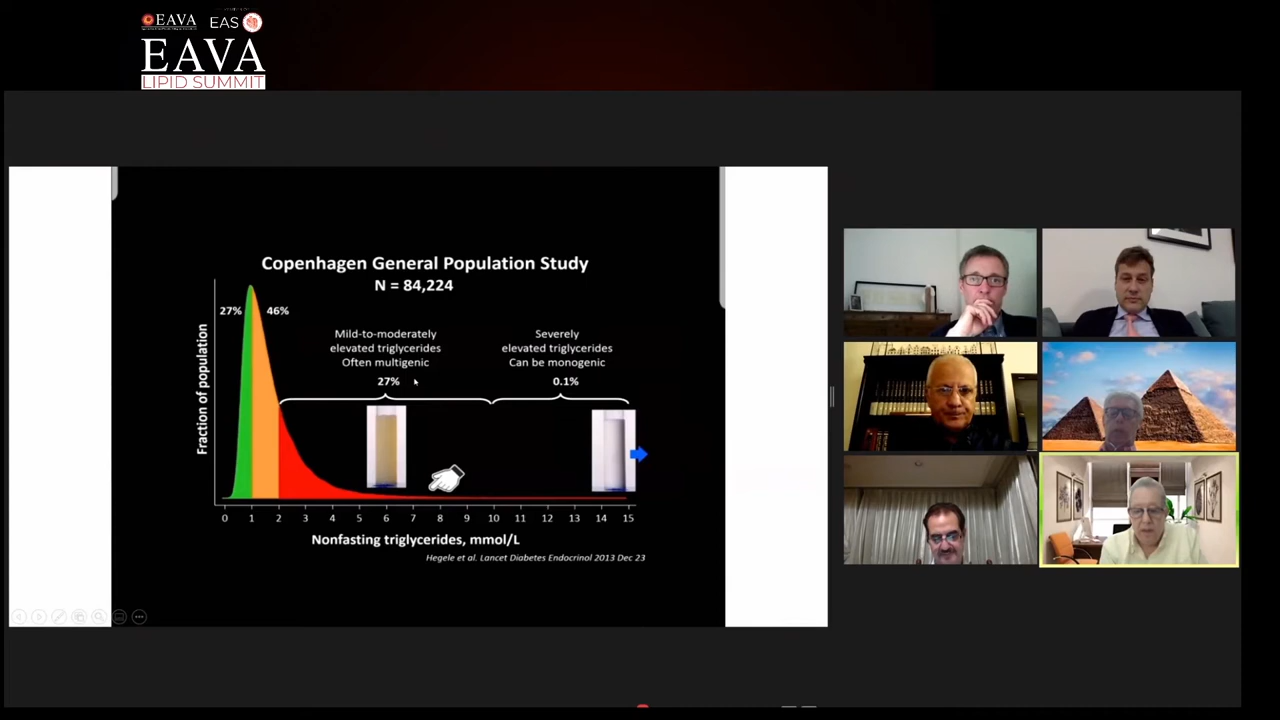 EAVA
EAS
EAVA
LIPID SUMMIT
Copenhagen General Population Study
N = 84,224
27%
46%
Mild-to-moderately
elevated triglycerides
Often multigenic
27%
Severely
elevated triglycerides
Can be monogenic
0.1%
Fraction of population
0 1 2 3 4 5 6 7 8 9 10 11 12 13 14 15
Nonfasting triglycerides, mmol/L
Hegele et al. Lancet Diabetes Endocrinol 2013 Dec 23